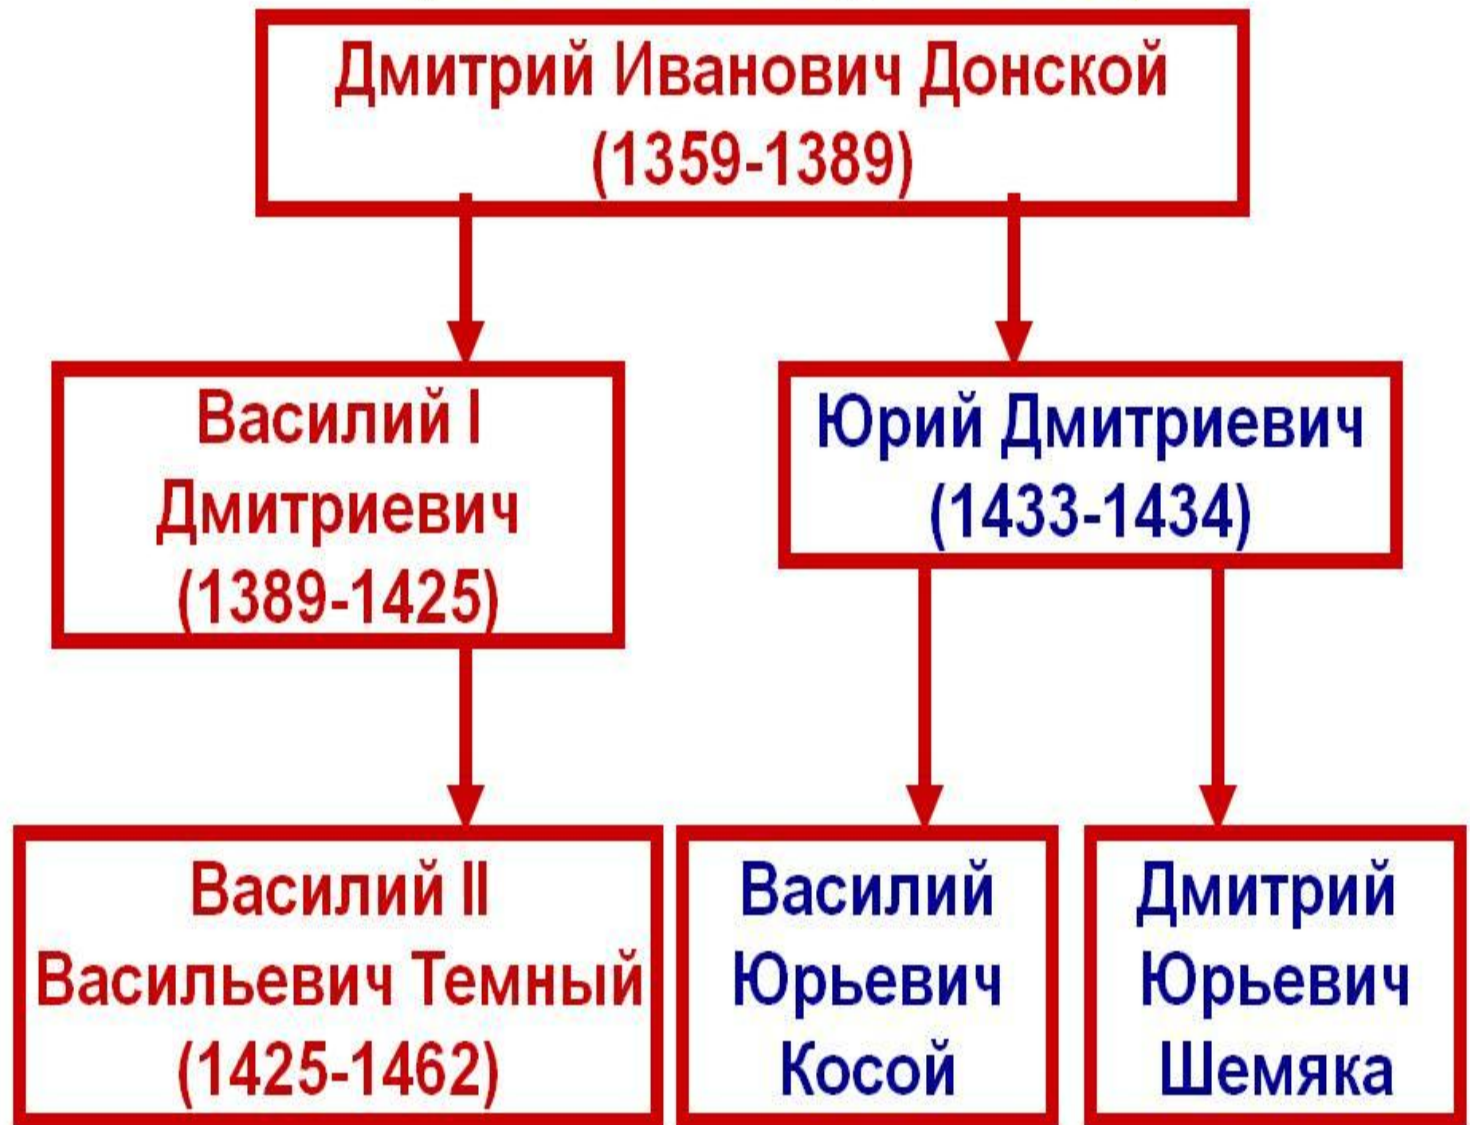 Дмитрий Иванович Донской
(1359-1389)
Василий I
Дмитриевич
(1389-1425)
Юрий Дмитриевич
(1433-1434)
Василий II
Васильевич Темный
(1425-1462)
Василий
Юрьевич
Косой
Дмитрий
Юрьевич
Шемяка